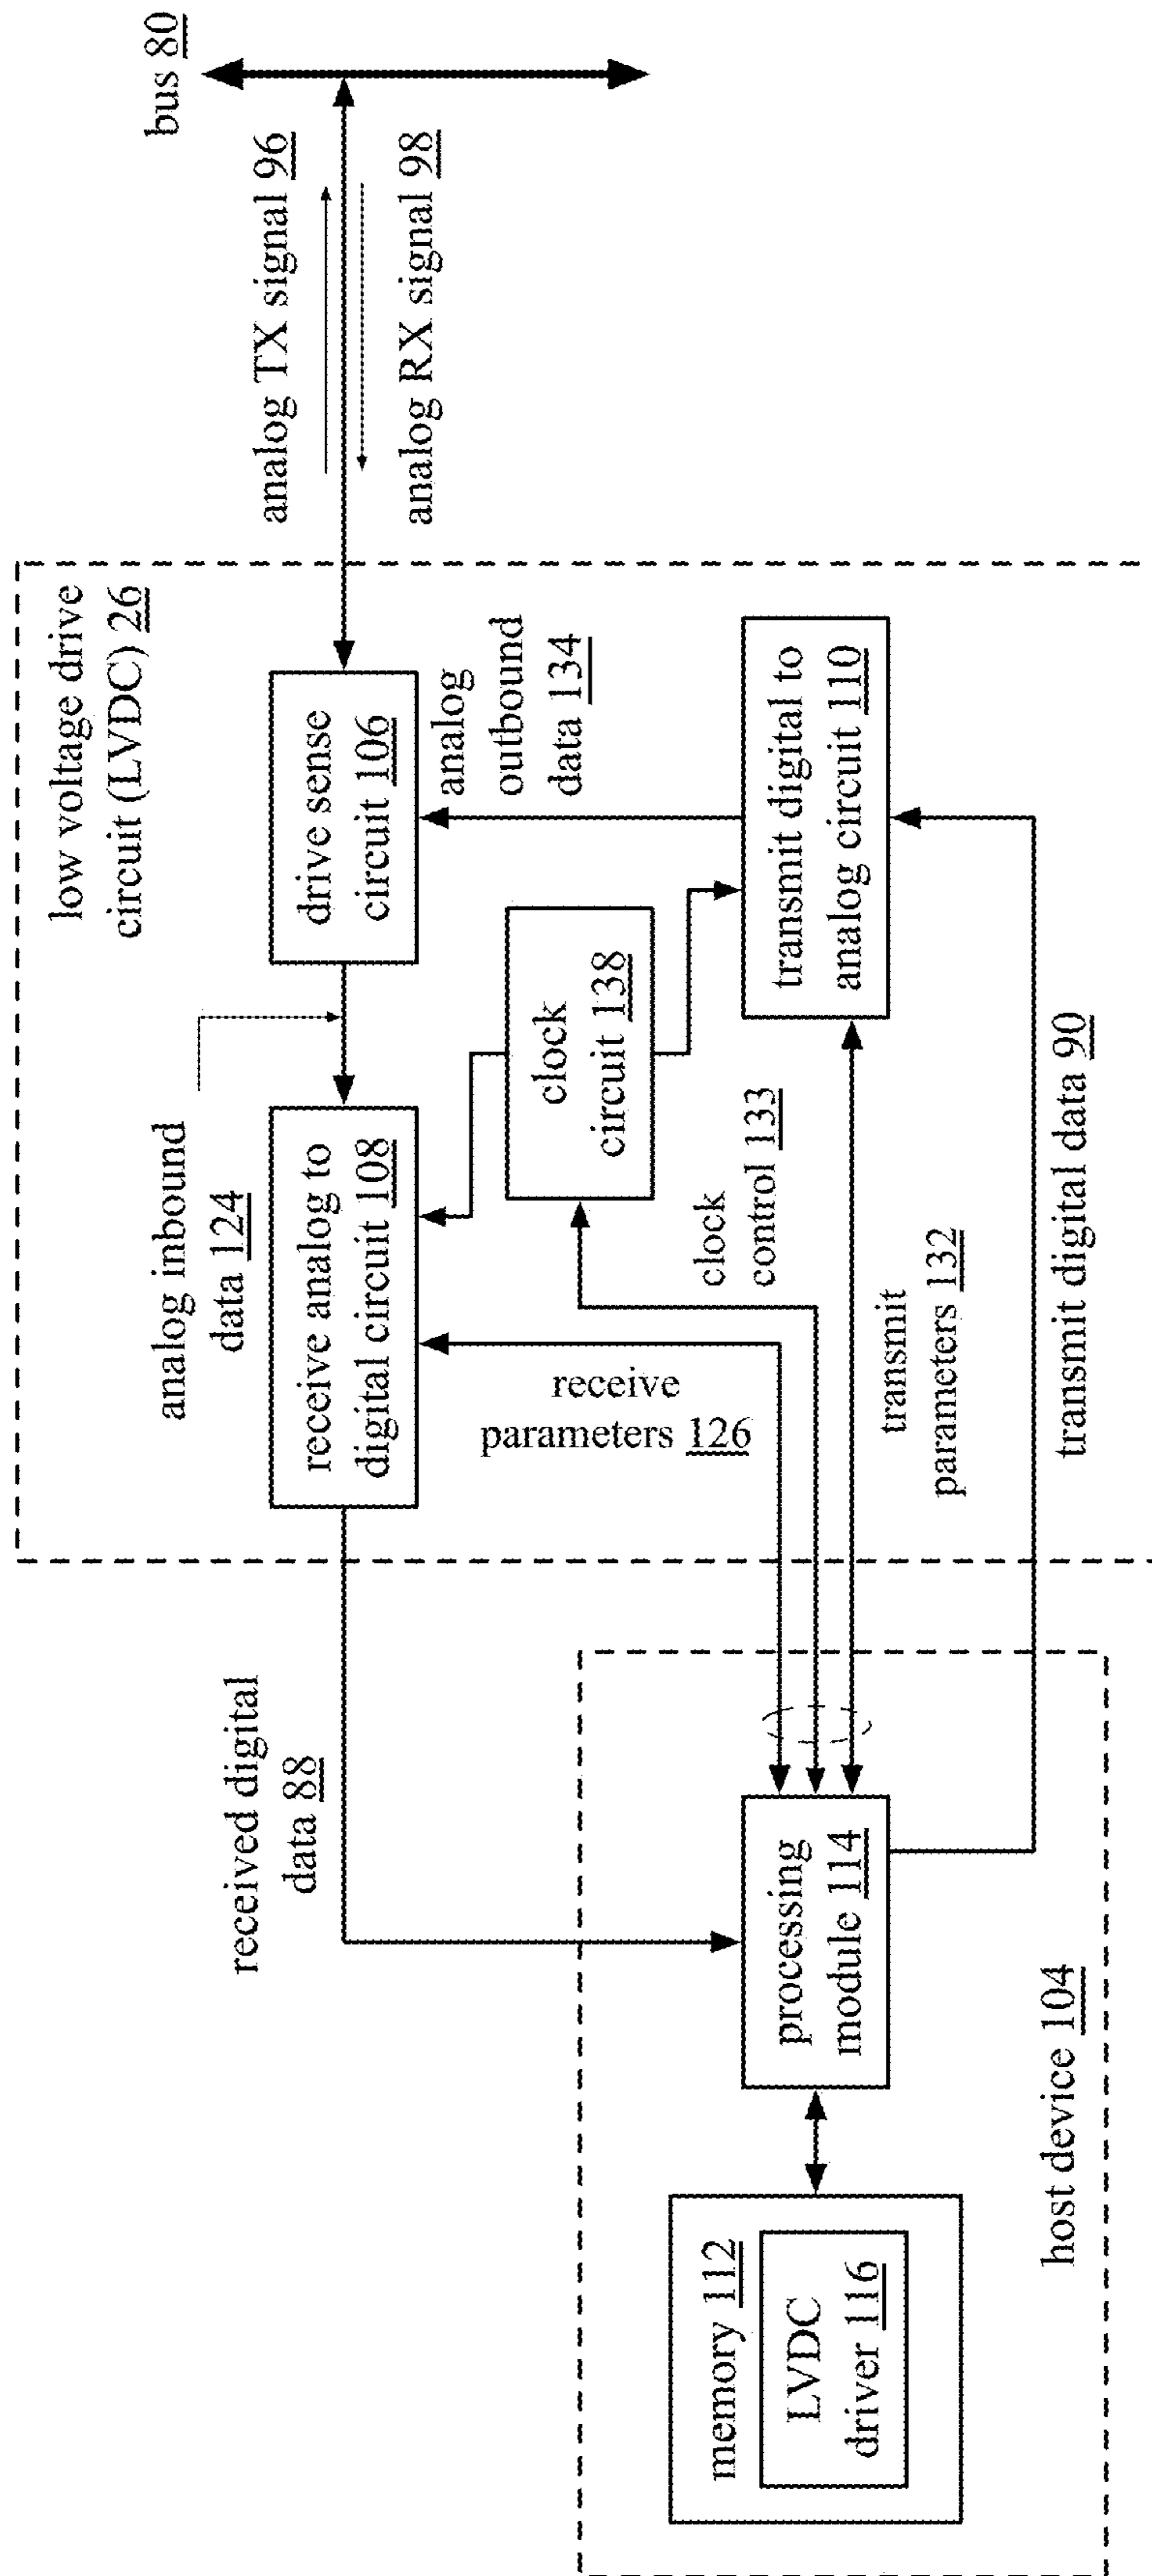 low voltage drive
circuit (LVDC) 26
bus 80
analog TX signal 96
analog RX signal 98
drive sense
circuit 106
analog
outbound
data 134
analog inbound
data 124
receive analog to
digital circuit 108
clock
circuit 138
transmit digital to
analog circuit 110
clock
control 133
receive
parameters 126
transmit
parameters 132
transmit digital data 90
received digital
data 88
processing
module 114
memory 112
LVDC
driver 116
host device 104